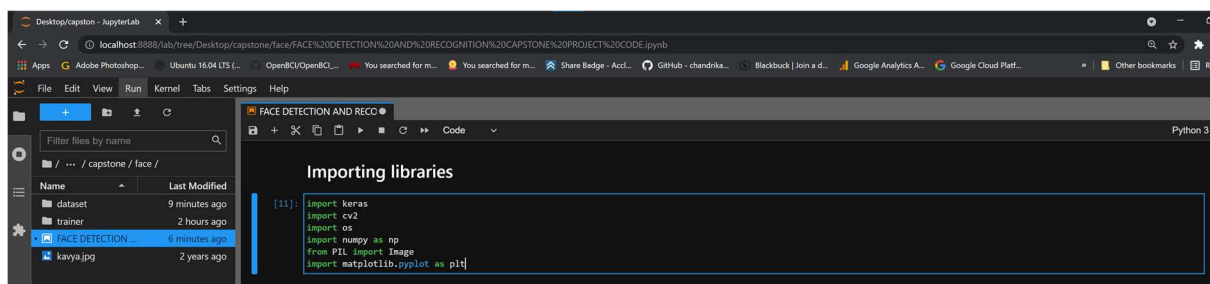 Desktop/capston - JupyterLab
localhost:8888/lab/tree/Desktop/capstone/face/FACE%20DETECTION%20AND%20RECOGNITION%20CAPSTONE%20PROJECT%20CODE.ipynb
Apps Adobe Photoshop... Ubuntu 16.04 LTS (... OpenBCI/OpenBCI_... You searched for m... You searched for m... Share Badge - Accl... GitHub - chandrika... Blackbuck | Join a d... Google Analytics A... Google Cloud Platf... » Other bookmarks
File Edit View Run Kernel Tabs Settings Help
FACE DETECTION AND RECO
Code
Python 3
Filter files by name
/ ··· / capstone / face /
Name Last Modified
dataset 9 minutes ago
trainer 2 hours ago
FACE DETECTION ... 6 minutes ago
kavya.jpg 2 years ago
Importing libraries
[11]: import keras
import cv2
import os
import numpy as np
from PIL import Image
import matplotlib.pyplot as plt